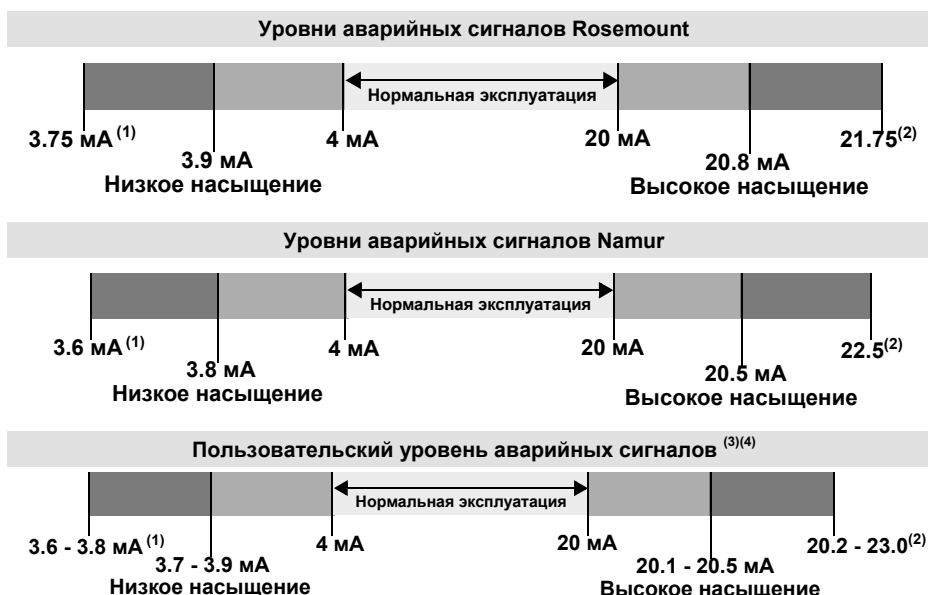 Уровни аварийных сигналов Rosemount
Нормальная эксплуатация
3.75 мА (1)
4 мА
20 мА
21.75(2)
3.9 мА
20.8 мА
Низкое насыщение
Высокое насыщение
Уровни аварийных сигналов Namur
Нормальная эксплуатация
3.6 мА (1)
4 мА
20 мА
22.5(2)
3.8 мА
20.5 мА
Низкое насыщение
Высокое насыщение
Пользовательский уровень аварийных сигналов (3)(4)
Нормальная эксплуатация
3.6 - 3.8 мА (1)
4 мА
20 мА
20.2 - 23.0(2)
3.7 - 3.9 мА
20.1 - 20.5 мА
Низкое насыщение
Высокое насыщение